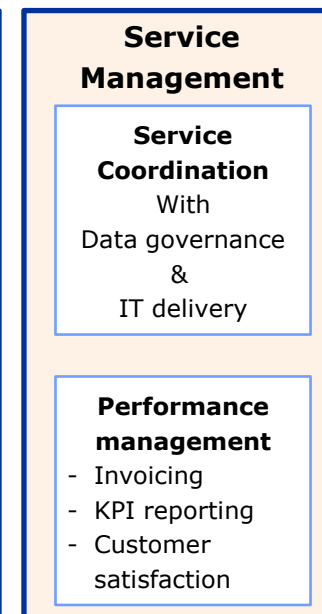 Service
Management
Service
Coordination
With
Data governance
&
IT delivery
Performance
management
- Invoicing
- KPI reporting
- Customer
satisfaction